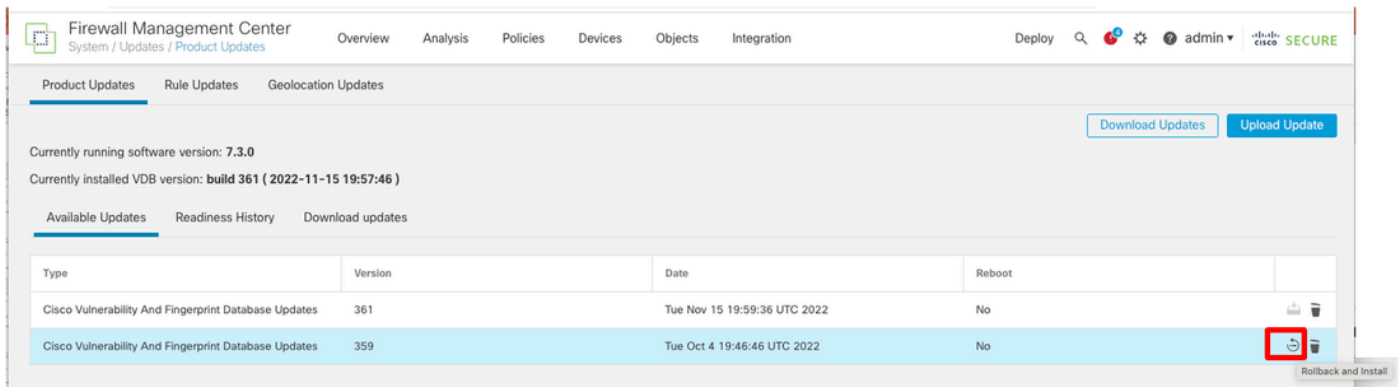 Firewall Management Center
System / Updates / Product Updates
Overview Analysis Policies Devices Objects Integration
Deploy 4 admin cisco SECURE
Product Updates Rule Updates Geolocation Updates
Download Updates Upload Update
Currently running software version: 7.3.0
Currently installed VDB version: build 361 ( 2022-11-15 19:57:46 )
Available Updates Readiness History Download updates
Type Version Date Reboot
Cisco Vulnerability And Fingerprint Database Updates 361 Tue Nov 15 19:59:36 UTC 2022 No
Cisco Vulnerability And Fingerprint Database Updates 359 Tue Oct 4 19:46:46 UTC 2022 No
Rollback and Install